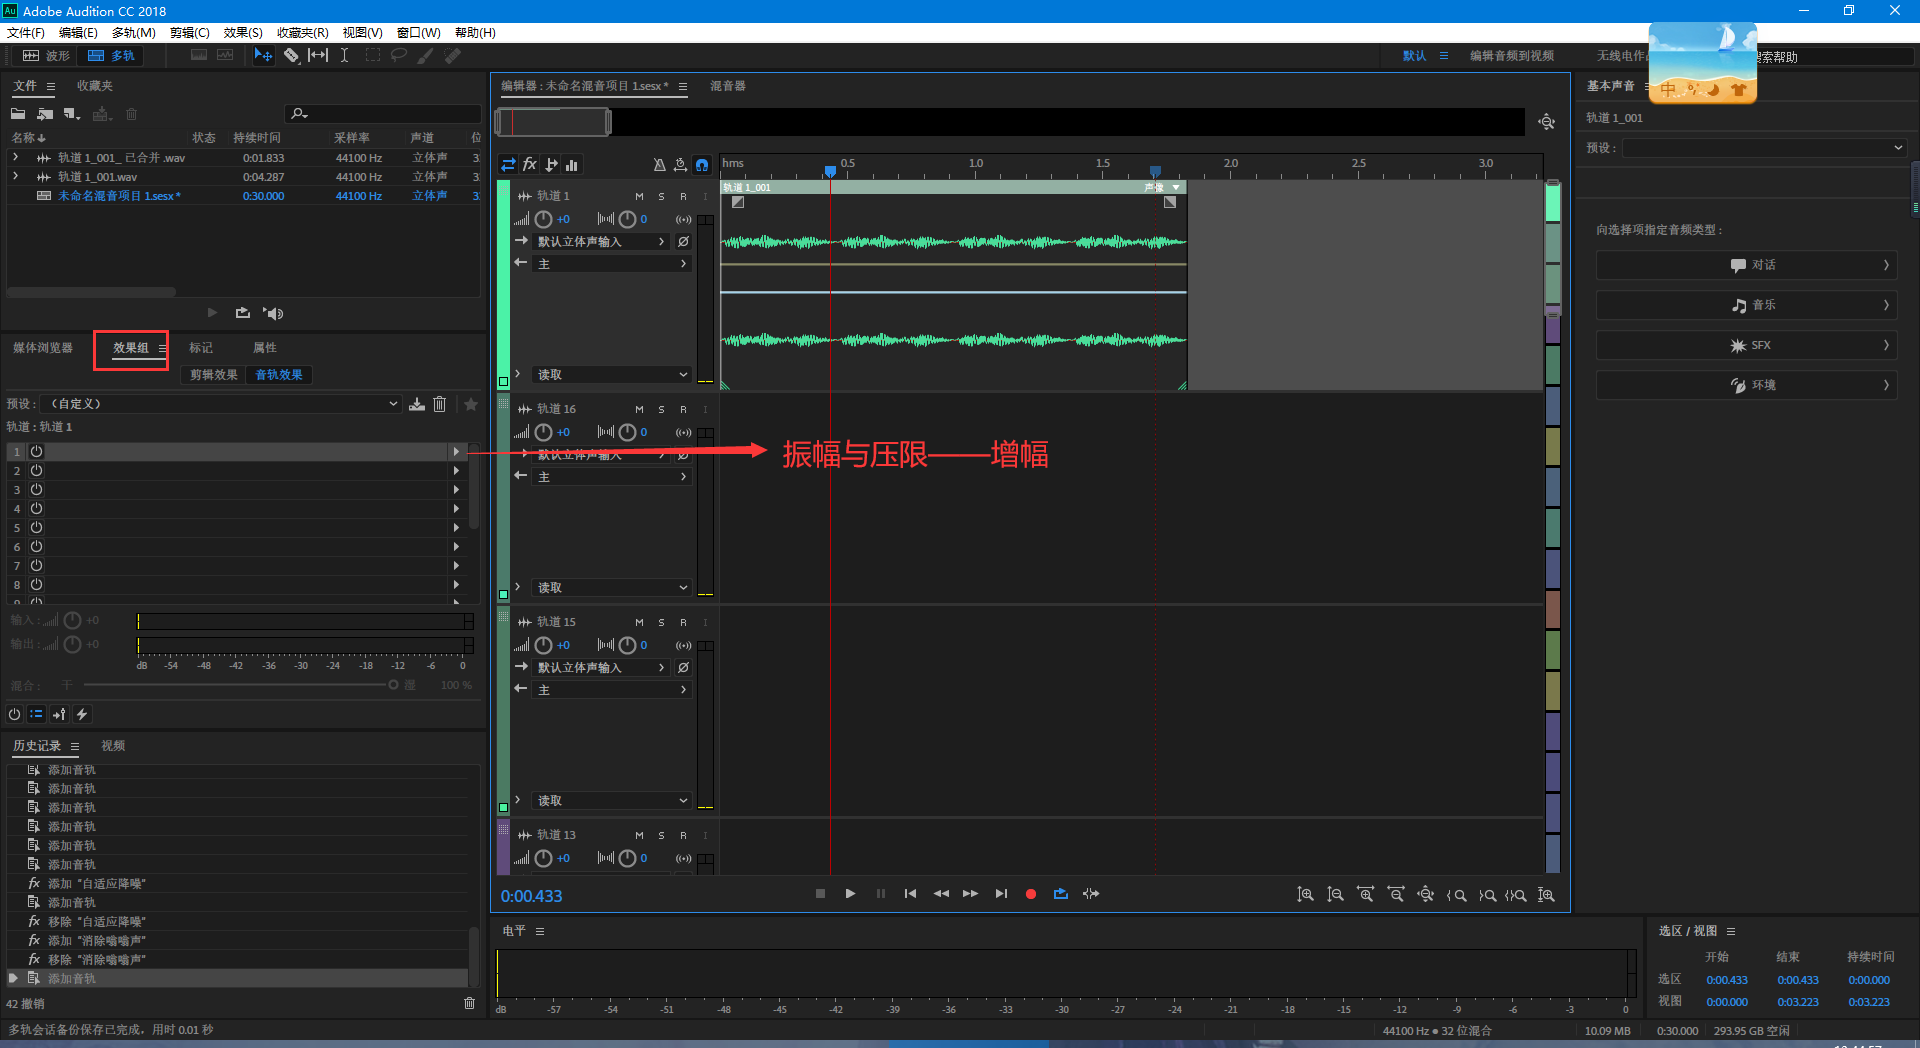 Au Adobe Audition CC 2018
文件(F) 编辑(E) 多轨(M) 剪辑(C) 效果(S) 收藏夹(R) 视图(V) 窗口(W) 帮助(H)
波形 多轨
默认 编辑音频到视频 无线电作 索帮助
中
文件 收藏夹
名称 状态 持续时间 采样率 声道 位
轨道 1_001_ 已合并 .wav 0:01.833 44100 Hz 立体声 32
轨道 1_001.wav 0:04.287 44100 Hz 立体声 32
未命名混音项目 1.sesx * 0:30.000 44100 Hz 立体声 32
媒体浏览器 效果组 标记 属性
剪辑效果 音轨效果
预设: （自定义）
轨道: 轨道 1
1
2
3
4
5
6
7
8
9
输入: +0
输出: +0
dB -54 -48 -42 -36 -30 -24 -18 -12 -6 0
混合: 干 湿 100 %
历史记录 视频
添加音轨
添加音轨
添加音轨
添加音轨
添加音轨
添加音轨
fx 添加 "自适应降噪"
添加音轨
fx 移除 "自适应降噪"
fx 添加 "消除嗡嗡声"
fx 移除 "消除嗡嗡声"
添加音轨
42 撤销
多轨会话备份保存已完成，用时 0.01 秒
编辑器 : 未命名混音项目 1.sesx * 混音器
fx
hms 0.5 1.0 1.5 2.0 2.5 3.0
轨道 1_001 声像
轨道 1 M S R I
+0 0
默认立体声输入
主
读取
轨道 16 M S R I
+0 0
默认立体声输入
主
读取
振幅与压限——增幅
轨道 15 M S R I
+0 0
默认立体声输入
主
读取
轨道 13 M S R I
+0 0
0:00.433
电平
dB -57 -54 -51 -48 -45 -42 -39 -36 -33 -30 -27 -24 -21 -18 -15 -12 -9 -6 -3 0
基本声音
轨道 1_001
预设:
向选择项指定音频类型:
对话
音乐
SFX
环境
选区 / 视图
开始 结束 持续时间
选区 0:00.433 0:00.433 0:00.000
视图 0:00.000 0:03.223 0:03.223
44100 Hz ● 32 位混合 10.09 MB 0:30.000 293.95 GB 空闲